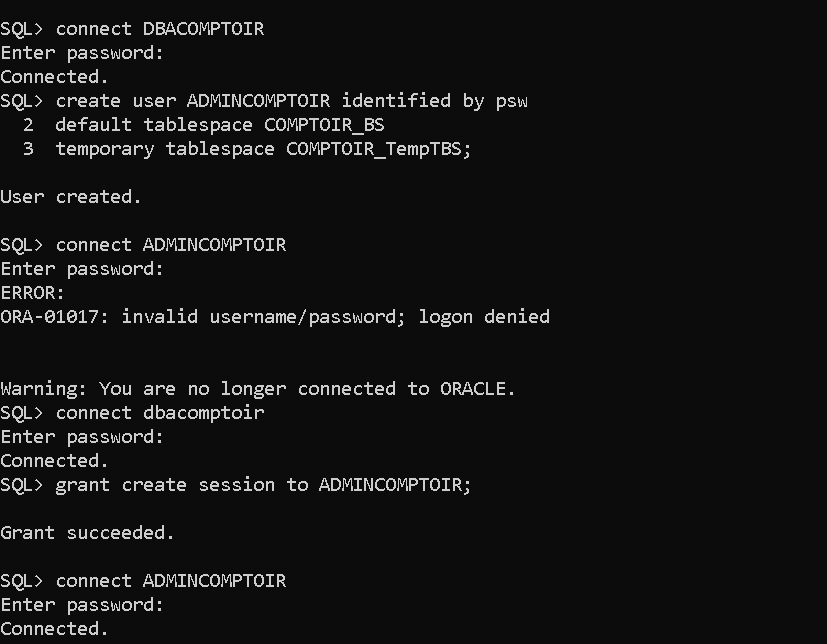 SQL> connect DBACOMPTOIR
Enter password:
Connected.
SQL> create user ADMINCOMPTOIR identified by psw
  2  default tablespace COMPTOIR_BS
  3  temporary tablespace COMPTOIR_TempTBS;
User created.
SQL> connect ADMINCOMPTOIR
Enter password:
ERROR:
ORA-01017: invalid username/password; logon denied
Warning: You are no longer connected to ORACLE.
SQL> connect dbacomptoir
Enter password:
Connected.
SQL> grant create session to ADMINCOMPTOIR;
Grant succeeded.
SQL> connect ADMINCOMPTOIR
Enter password:
Connected.